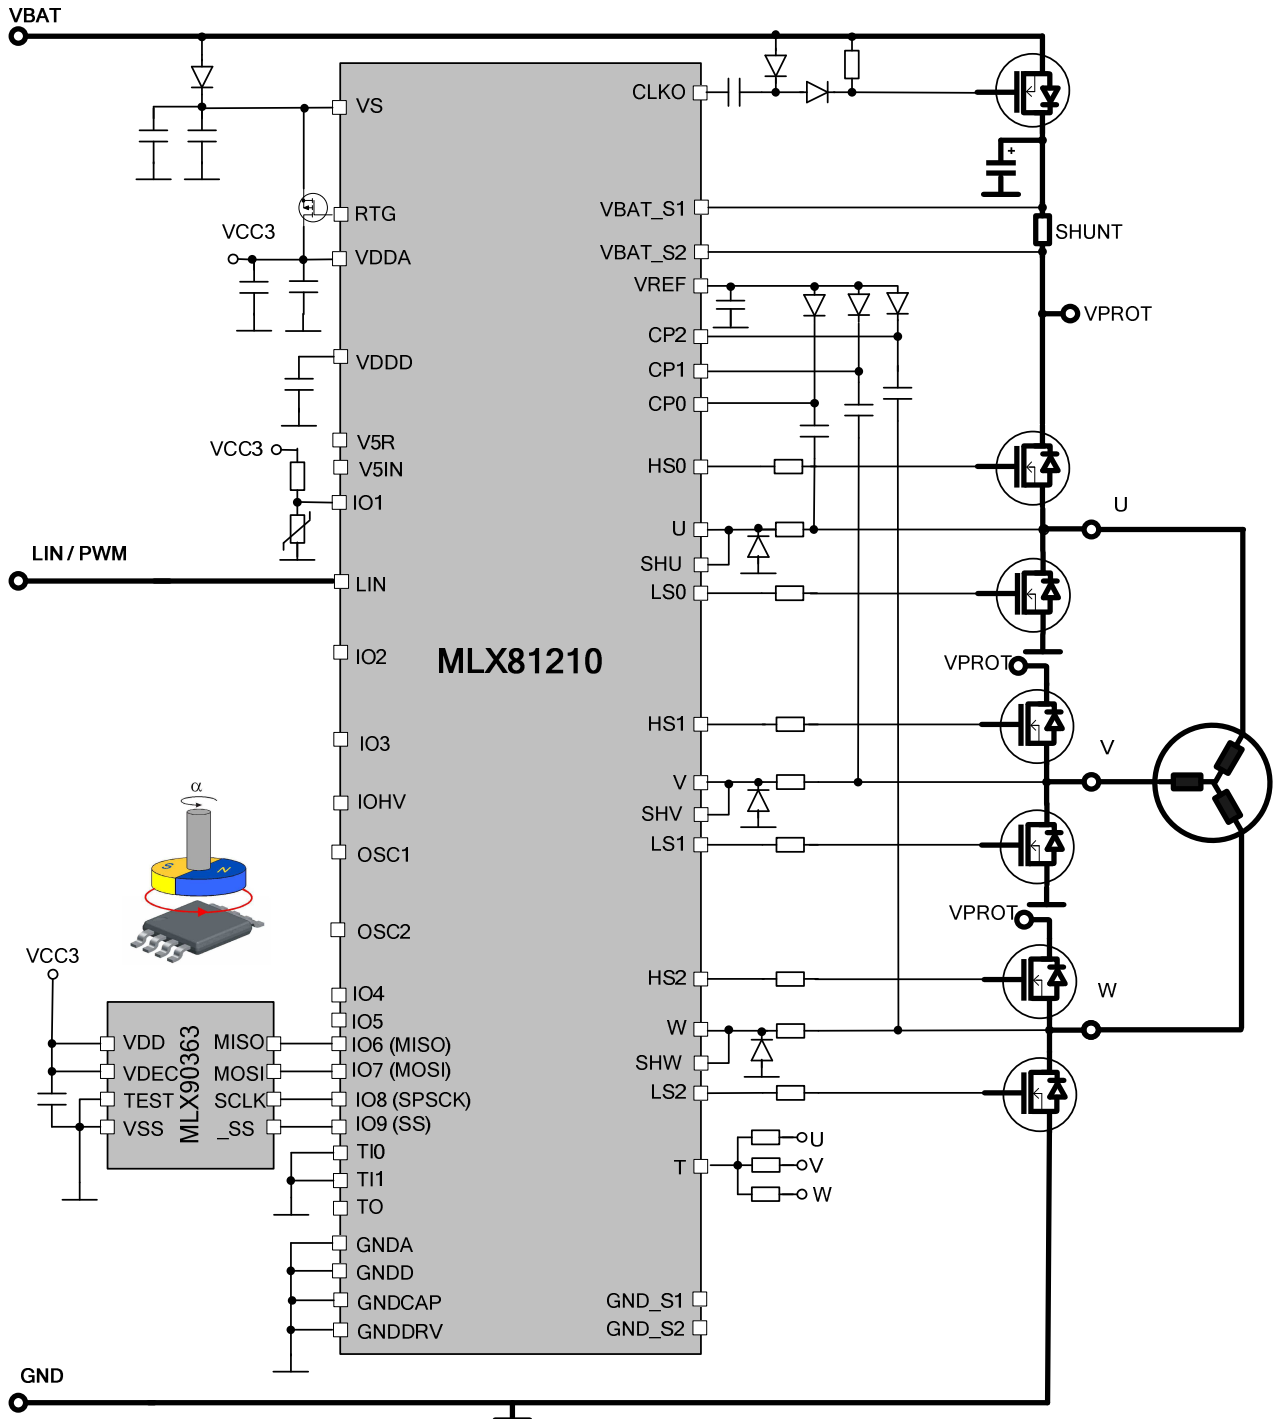 VBAT
VS
CLKO
RTG
VBAT_S1
VCC3
SHUNT
VDDA
VBAT_S2
VREF
+
VPROT
CP2
VDDD
CP1
CP0
V5R
VCC3
HS0
V5IN
IO1
U
U
LIN / PWM
SHU
LIN
LS0
IO2
MLX81210
VPROT
HS1
IO3
V
α
V
IOHV
SHV
OSC1
LS1
S N
VPROT
OSC2
VCC3
HS2
IO4
W
IO5
W
VDD
MISO
IO6 (MISO)
SHW
VDEC
MOSI
IO7 (MOSI)
LS2
TEST
MLX90363
SCLK
IO8 (SPSCK)
VSS
_SS
IO9 (SS)
U
TI0
T
V
TI1
W
TO
GNDA
GNDD
GNDCAP
GND_S1
GNDDRV
GND_S2
GND